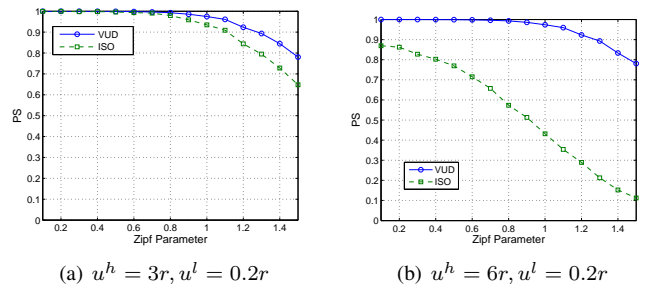 1
0.9
0.8
0.7
0.6
0.5
0.4
0.3
0.2
0.1
0
PS
VUD
ISO
0.2 0.4 0.6 0.8 1 1.2 1.4
Zipf Parameter
(a) u^h = 3r, u^l = 0.2r
1
0.9
0.8
0.7
0.6
0.5
0.4
0.3
0.2
0.1
0
PS
VUD
ISO
0.2 0.4 0.6 0.8 1 1.2 1.4
Zipf Parameter
(b) u^h = 6r, u^l = 0.2r